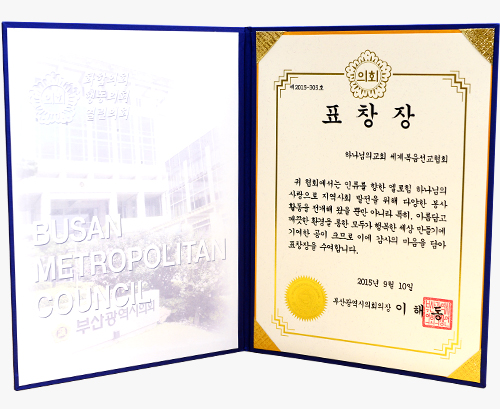 BUSAN
METROPOLITAN
COUNCIL
부산광역시의회
의회
제2015-303호
표창장
하나님의교회 세계복음선교협회
귀 협회에서는 인류를 향한 엘로힘 하나님의
사랑으로 지역사회 발전을 위해 다양한 봉사
활동을 전개해 왔을 뿐만 아니라 특히, 아름답고
깨끗한 환경을 통한 모두가 행복한 세상 만들기에
기여한 공이 크므로 이에 감사의 마음을 담아
표창장을 수여합니다.
2015년 9월 10일
부산광역시의회의장 이해동